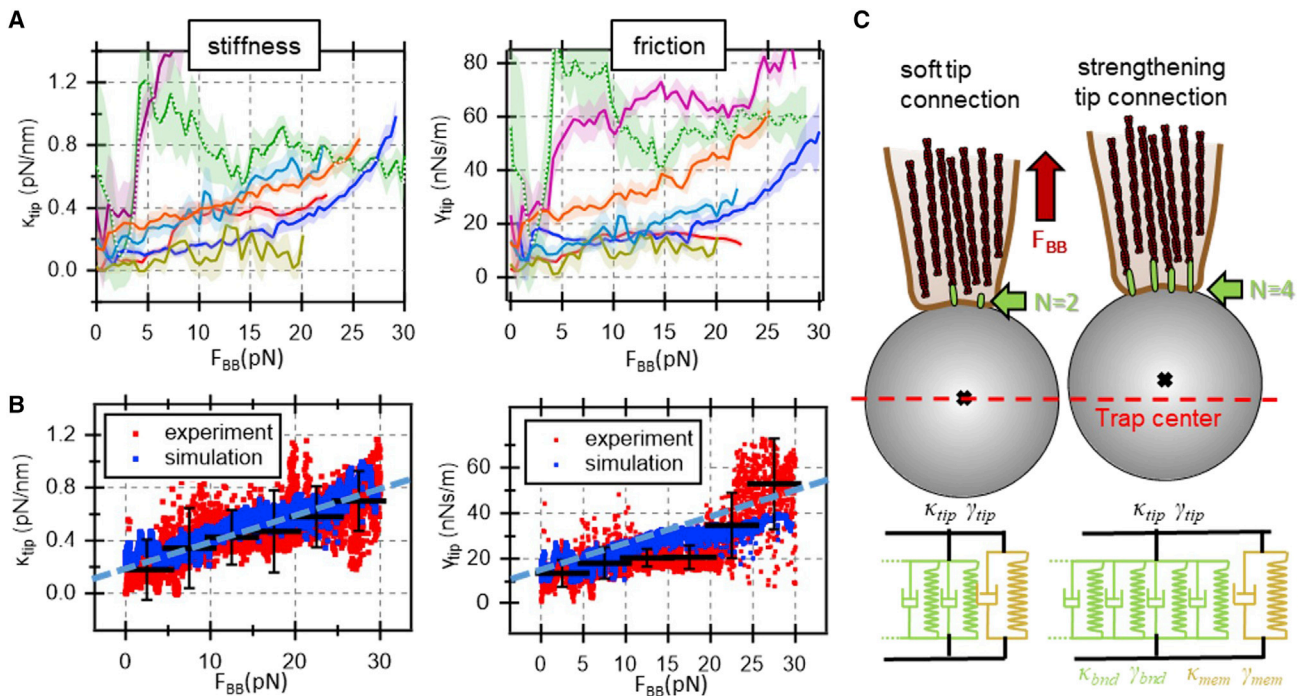 A
stiffness
κtip (pN/nm)
1.2
0.8
0.4
0.0
0 5 10 15 20 25 30
FBB(pN)
friction
γtip (nNs/m)
80
60
40
20
0
0 5 10 15 20 25 30
FBB(pN)
B
experiment
simulation
κtip (pN/nm)
1.2
0.8
0.4
0.0
0 5 10 15 20 25 30
FBB(pN)
experiment
simulation
γtip (nNs/m)
60
40
20
0
0 5 10 15 20 25 30
FBB(pN)
C
soft tip
connection
strengthening
tip connection
FBB
N=2
N=4
Trap center
κtip γtip
κtip γtip
κbnd γbnd κmem γmem